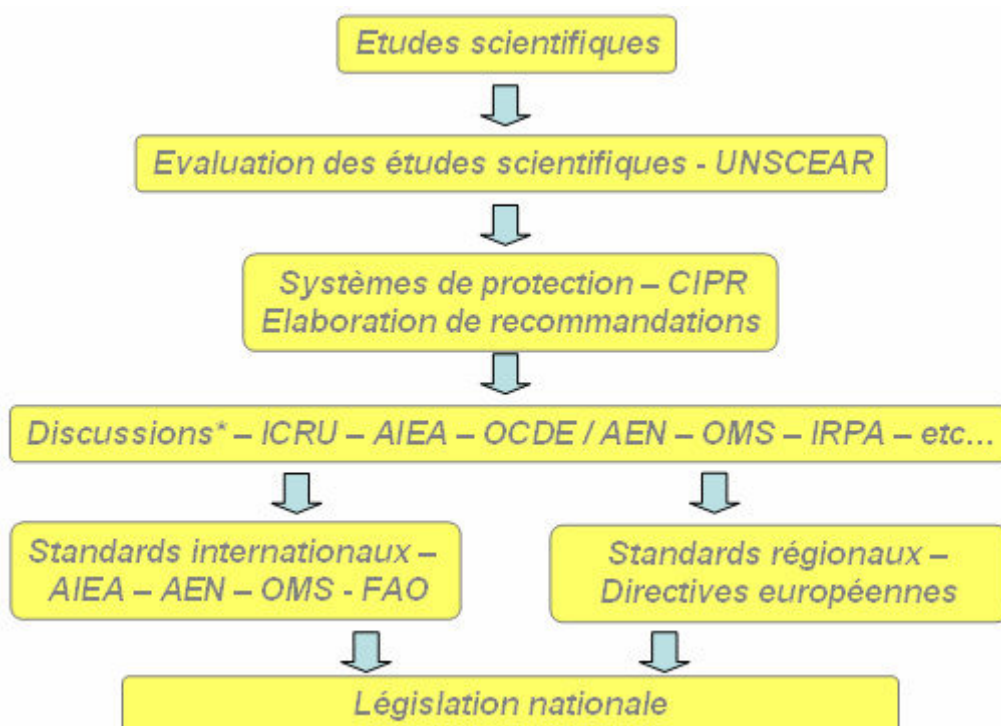 Etudes scientifiques
Evaluation des études scientifiques - UNSCEAR
Systèmes de protection – CIPR
Elaboration de recommandations
Discussions* – ICRU – AIEA – OCDE / AEN – OMS – IRPA – etc…
Standards internationaux –
AIEA – AEN – OMS - FAO
Standards régionaux –
Directives européennes
Législation nationale